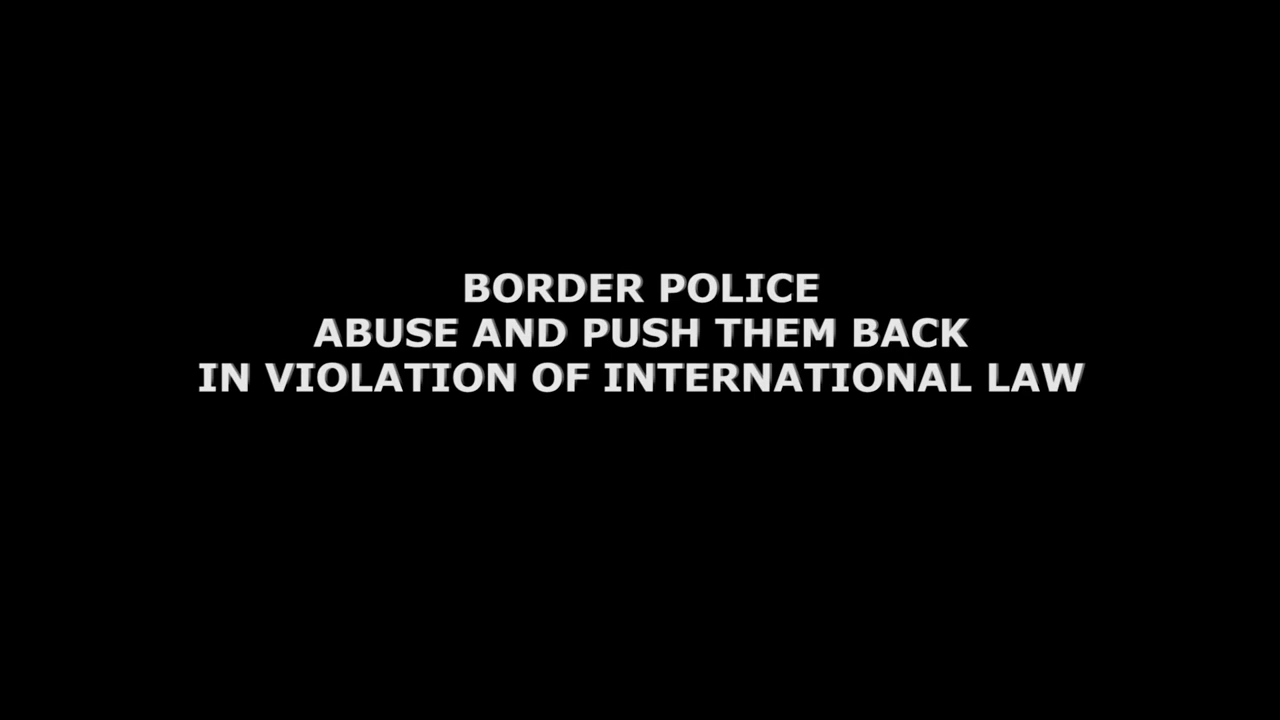 BORDER POLICE
ABUSE AND PUSH THEM BACK
IN VIOLATION OF INTERNATIONAL LAW